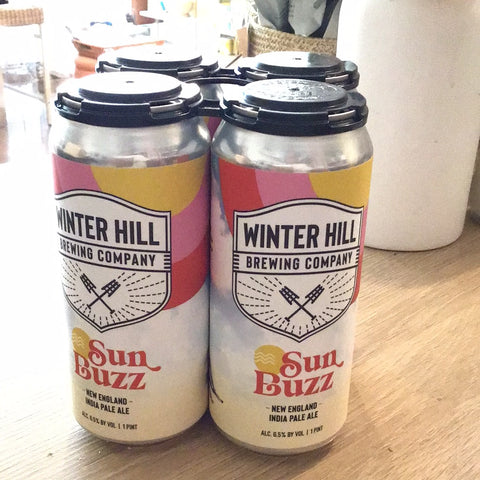 WINTER HILL
BREWING COMPANY
Sun
Buzz
- NEW ENGLAND -
INDIA PALE ALE
ALC. 6.5% BY VOL | 1 PINT
WINTER HILL
BREWING COMPANY
Sun
Buzz
- NEW ENGLAND -
INDIA PALE ALE
ALC. 6.5% BY VOL | 1 PINT